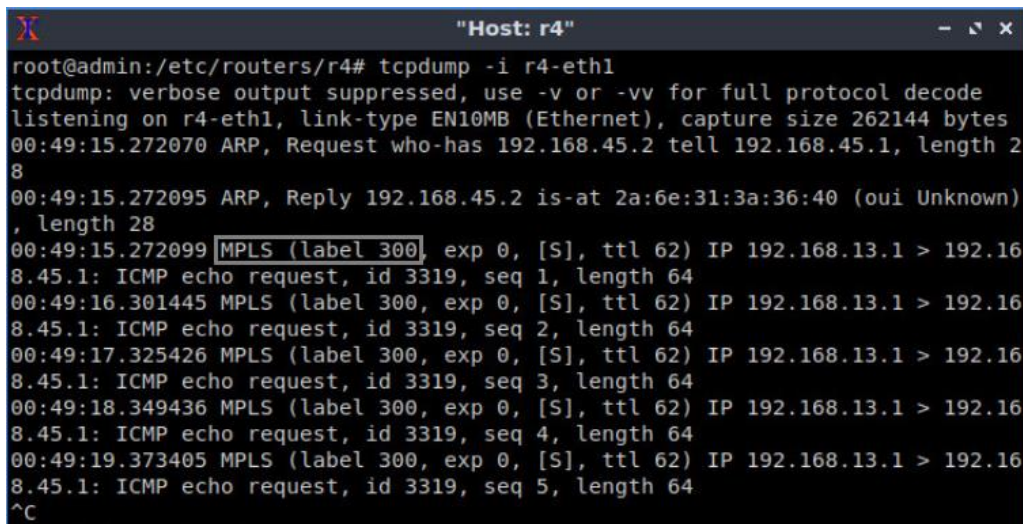 "Host: r4"
root@admin:/etc/routers/r4# tcpdump -i r4-eth1
tcpdump: verbose output suppressed, use -v or -vv for full protocol decode
listening on r4-eth1, link-type EN10MB (Ethernet), capture size 262144 bytes
00:49:15.272070 ARP, Request who-has 192.168.45.2 tell 192.168.45.1, length 2
8
00:49:15.272095 ARP, Reply 192.168.45.2 is-at 2a:6e:31:3a:36:40 (oui Unknown)
, length 28
00:49:15.272099 MPLS (label 300, exp 0, [S], ttl 62) IP 192.168.13.1 > 192.16
8.45.1: ICMP echo request, id 3319, seq 1, length 64
00:49:16.301445 MPLS (label 300, exp 0, [S], ttl 62) IP 192.168.13.1 > 192.16
8.45.1: ICMP echo request, id 3319, seq 2, length 64
00:49:17.325426 MPLS (label 300, exp 0, [S], ttl 62) IP 192.168.13.1 > 192.16
8.45.1: ICMP echo request, id 3319, seq 3, length 64
00:49:18.349436 MPLS (label 300, exp 0, [S], ttl 62) IP 192.168.13.1 > 192.16
8.45.1: ICMP echo request, id 3319, seq 4, length 64
00:49:19.373405 MPLS (label 300, exp 0, [S], ttl 62) IP 192.168.13.1 > 192.16
8.45.1: ICMP echo request, id 3319, seq 5, length 64
^C